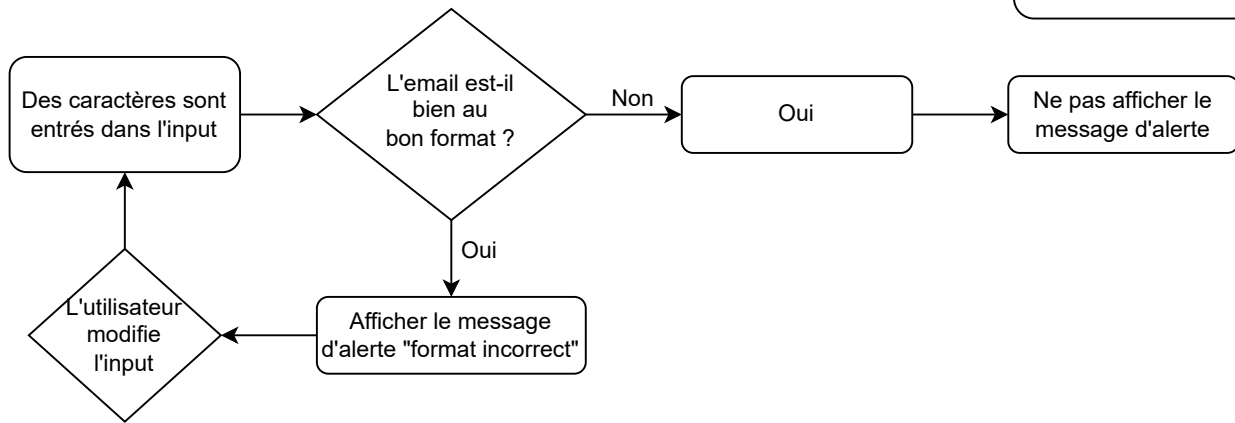 Des caractères sont
entrés dans l'input
L'email est-il
bien au
bon format ?
Non
Oui
Ne pas afficher le
message d'alerte
Oui
L'utilisateur
modifie
l'input
Afficher le message
d'alerte "format incorrect"